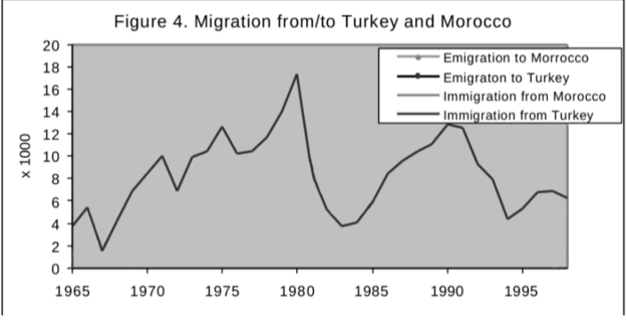 Figure 4. Migration from/to Turkey and Morocco
20
18
16
14
12
10
8
6
4
2
0
x 1000
1965 1970 1975 1980 1985 1990 1995
Emigration to Morrocco
Emigraton to Turkey
Immigration from Morocco
Immigration from Turkey